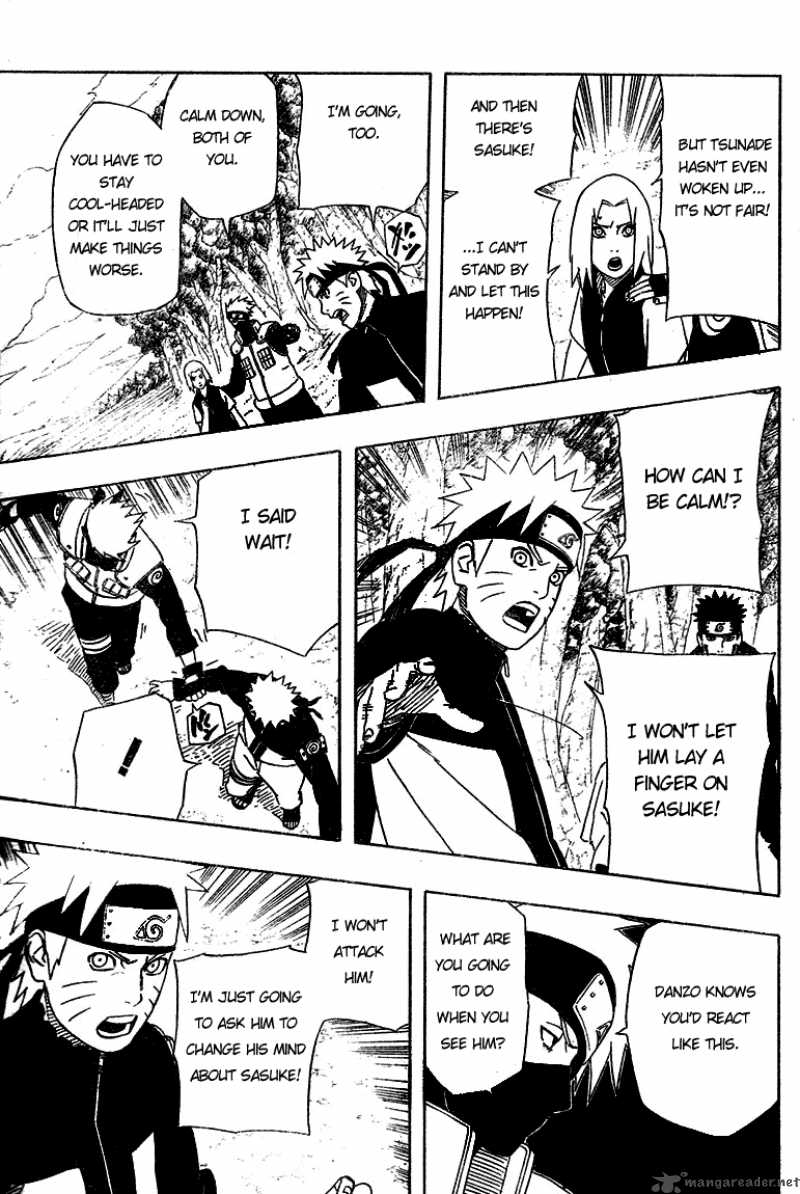 BUT TSUNADE
HASN'T EVEN
WOKEN UP...
IT'S NOT FAIR!
AND THEN
THERE'S
SASUKE!
...I CAN'T
STAND BY
AND LET THIS
HAPPEN!
I'M GOING,
TOO.
CALM DOWN,
BOTH OF
YOU.
YOU HAVE TO
STAY
COOL-HEADED
OR IT'LL JUST
MAKE THINGS
WORSE.
HOW CAN I
BE CALM!?
I WON'T LET
HIM LAY A
FINGER ON
SASUKE!
I SAID
WAIT!
!
DANZO KNOWS
YOU'D REACT
LIKE THIS.
WHAT ARE
YOU GOING
TO DO
WHEN YOU
SEE HIM?
I WON'T
ATTACK
HIM!
I'M JUST GOING
TO ASK HIM TO
CHANGE HIS MIND
ABOUT SASUKE!
mangareader.net